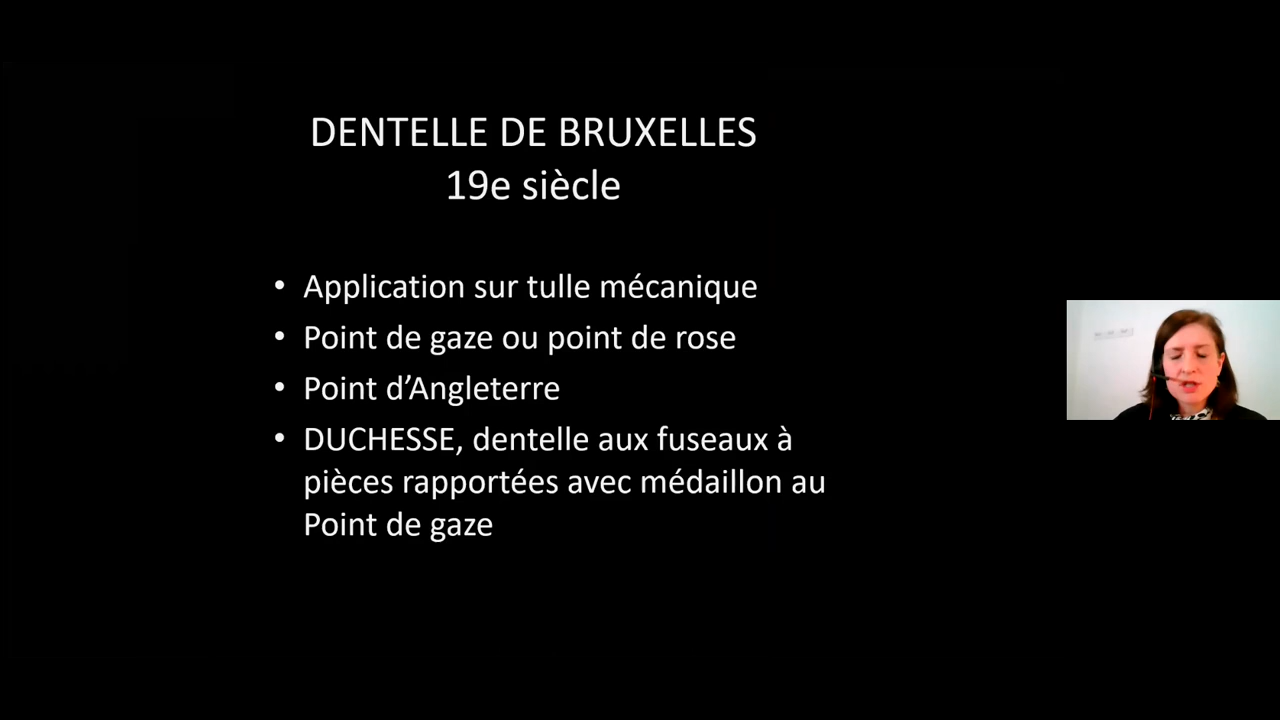 DENTELLE DE BRUXELLES
19e siècle
• Application sur tulle mécanique
• Point de gaze ou point de rose
• Point d’Angleterre
• DUCHESSE, dentelle aux fuseaux à
pièces rapportées avec médaillon au
Point de gaze